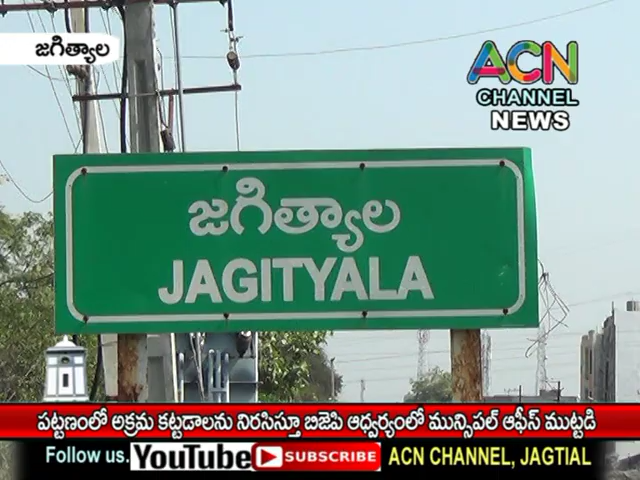 జగిత్యాల
ACN
CHANNEL
NEWS
జగిత్యాల
JAGITYALA
పట్టణంలో అక్రమ కట్టడాలను నిరసిస్తూ బిజెపి ఆధ్వర్యంలో మున్సిపల్ ఆఫీస్ ముట్టడి
Follow us. YouTube SUBSCRIBE ACN CHANNEL, JAGTIAL